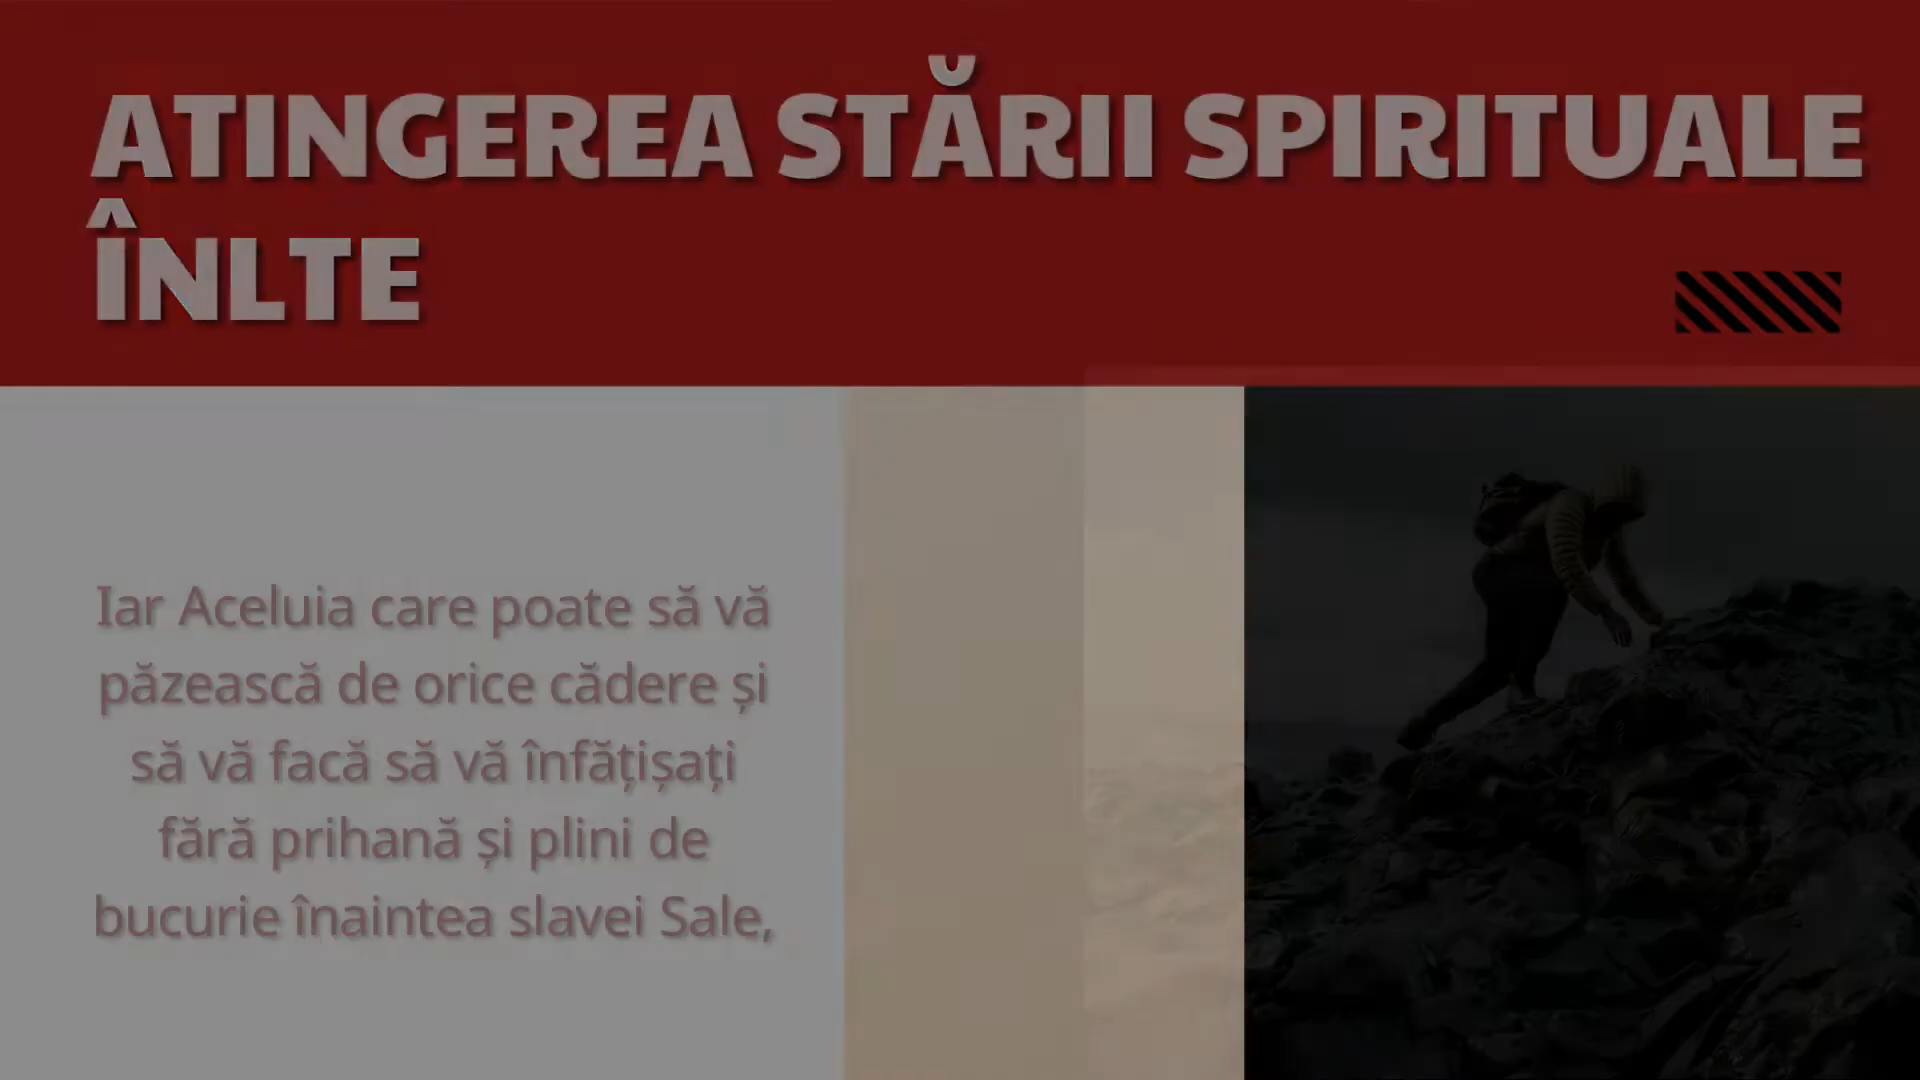 ATINGEREA STĂRII SPIRITUALE
ÎNLTE
Iar Aceluia care poate să vă
păzească de orice cădere și
să vă facă să vă înfățișați
fără prihană și plini de
bucurie înaintea slavei Sale,